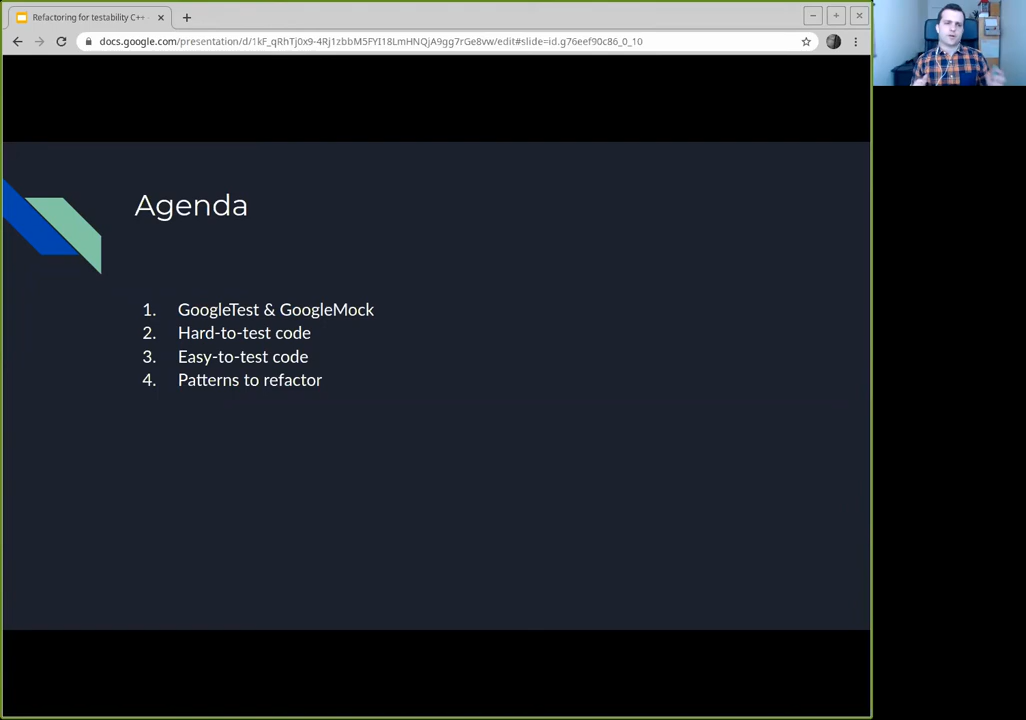 Refactoring for testability C++
docs.google.com/presentation/d/1kF_qRhTj0x9-4Rj1zbbM5FYI18LmHNQjA9gg7rGe8vw/edit#slide=id.g76eef90c86_0_10
Agenda
1. GoogleTest & GoogleMock
2. Hard-to-test code
3. Easy-to-test code
4. Patterns to refactor